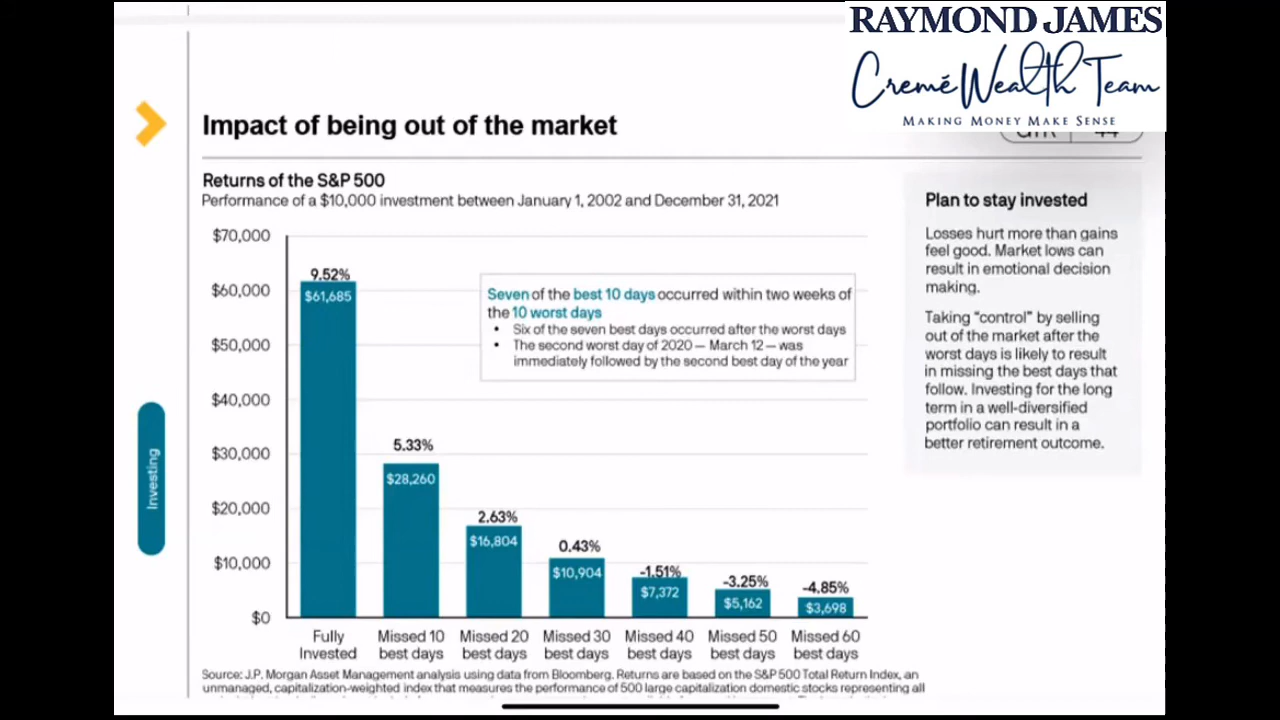 RAYMOND JAMES
Cremé Wealth Team
MAKING MONEY MAKE SENSE
Impact of being out of the market
Returns of the S&P 500
Performance of a $10,000 investment between January 1, 2002 and December 31, 2021
$70,000
$60,000
$50,000
$40,000
$30,000
$20,000
$10,000
$0
9.52%
$61,685
5.33%
$28,260
2.63%
$16,804
0.43%
$10,904
-1.51%
$7,372
-3.25%
$5,162
-4.85%
$3,698
Seven of the best 10 days occurred within two weeks of
the 10 worst days
• Six of the seven best days occurred after the worst days
• The second worst day of 2020 – March 12 – was
immediately followed by the second best day of the year
Fully
Invested
Missed 10
best days
Missed 20
best days
Missed 30
best days
Missed 40
best days
Missed 50
best days
Missed 60
best days
Plan to stay invested
Losses hurt more than gains
feel good. Market lows can
result in emotional decision
making.
Taking “control” by selling
out of the market after the
worst days is likely to result
in missing the best days that
follow. Investing for the long
term in a well-diversified
portfolio can result in a
better retirement outcome.
Investing
Source: J.P. Morgan Asset Management analysis using data from Bloomberg. Returns are based on the S&P 500 Total Return Index, an
unmanaged, capitalization-weighted index that measures the performance of 500 large capitalization domestic stocks representing all